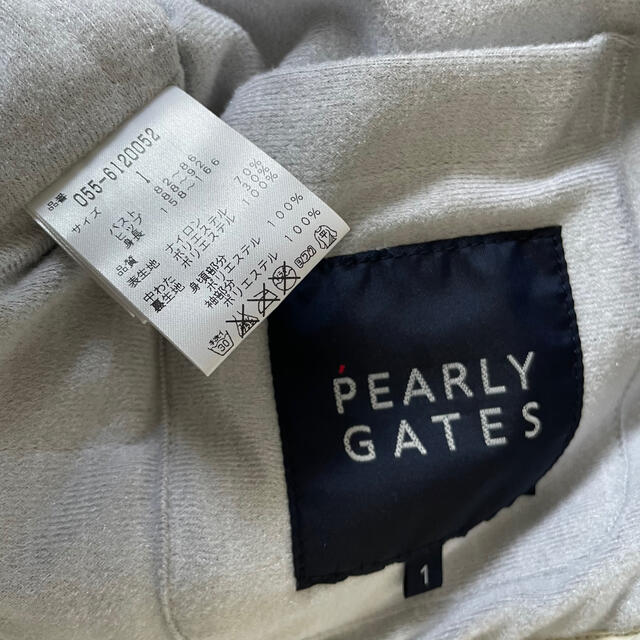 品番 055-6120052
サイズ 1
バスト 82～
ヒップ
身長 158～166
品質
表生地 ナイロン 70%
ポリエステル 30%
中わた ポリエステル 100%
裏生地 身頃部分
ポリエステル 100%
袖部分
ポリエステル 100%
PEARLY
GATES
1